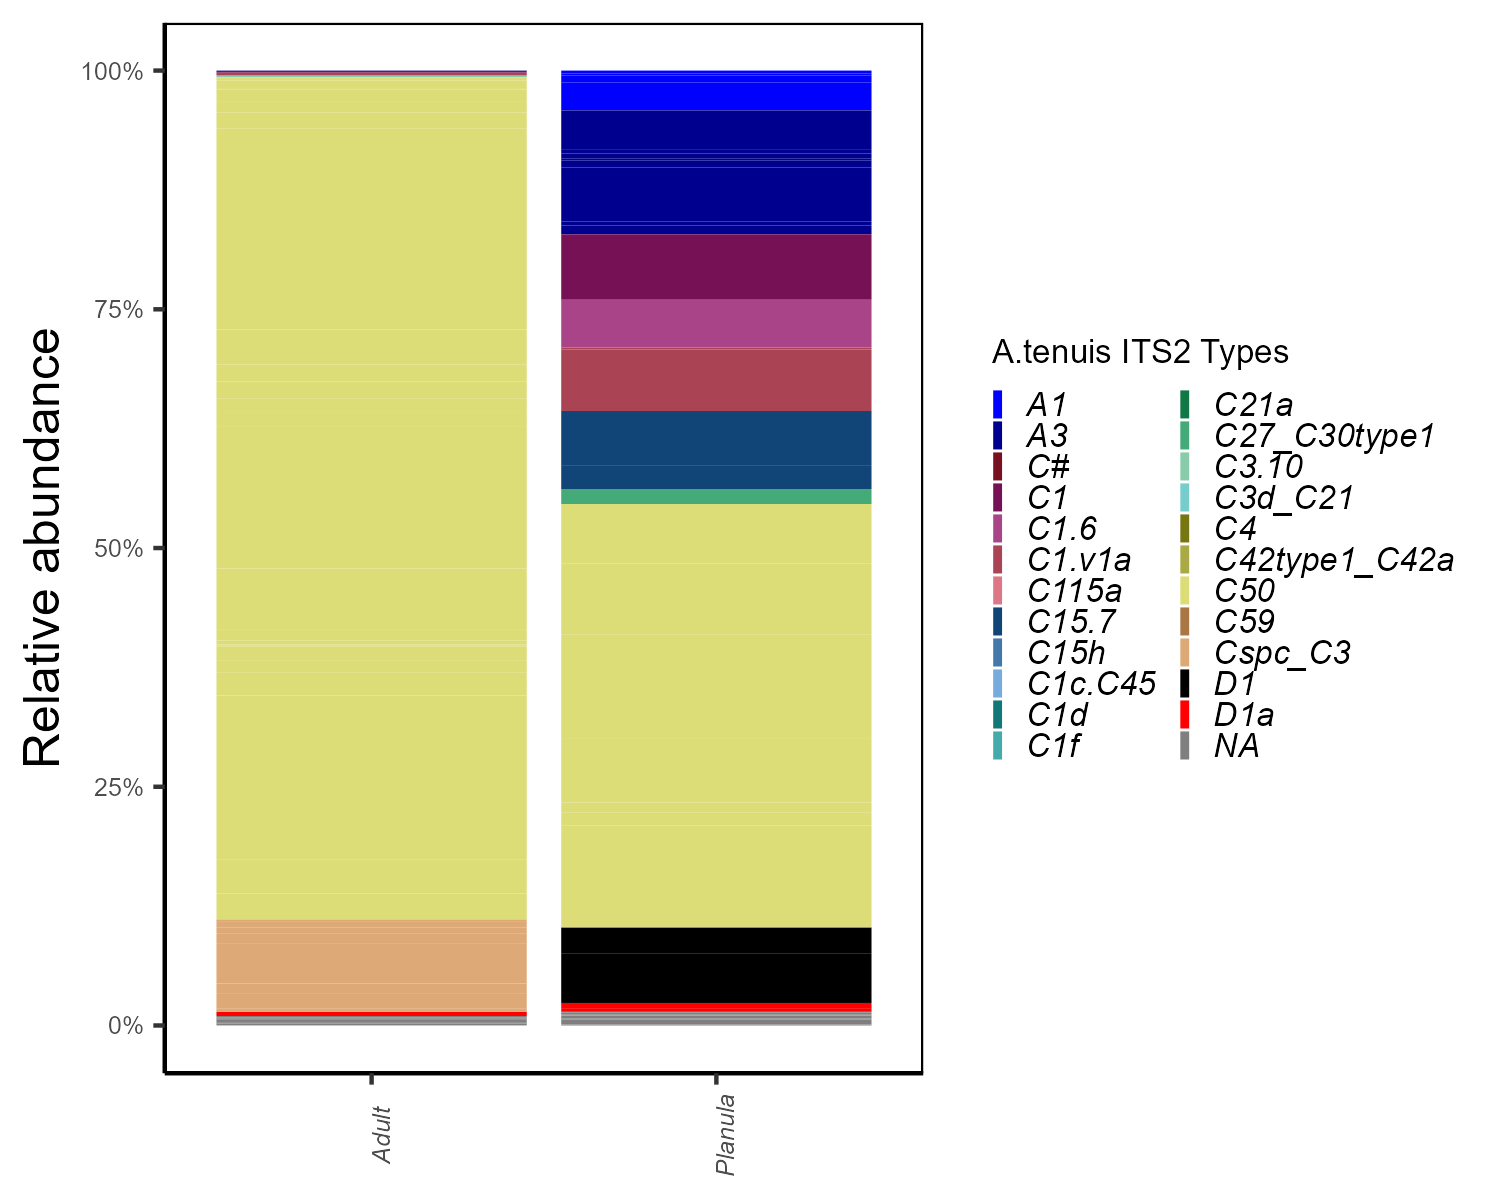 100%
75%
50%
25%
0%
Relative abundance
Adult
Planula
A.tenuis ITS2 Types
A1
A3
C#
C1
C1.6
C1.v1a
C115a
C15.7
C15h
C1c.C45
C1d
C1f
C21a
C27_C30type1
C3.10
C3d_C21
C4
C42type1_C42a
C50
C59
Cspc_C3
D1
D1a
NA